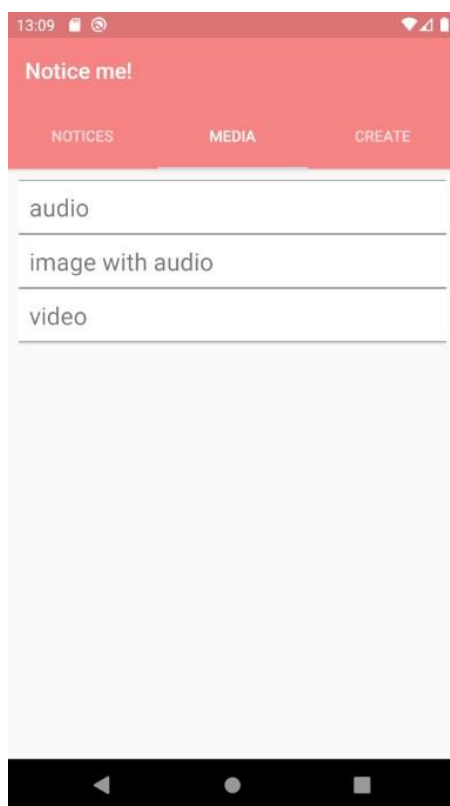 13:09
Notice me!
NOTICES MEDIA CREATE
audio
image with audio
video